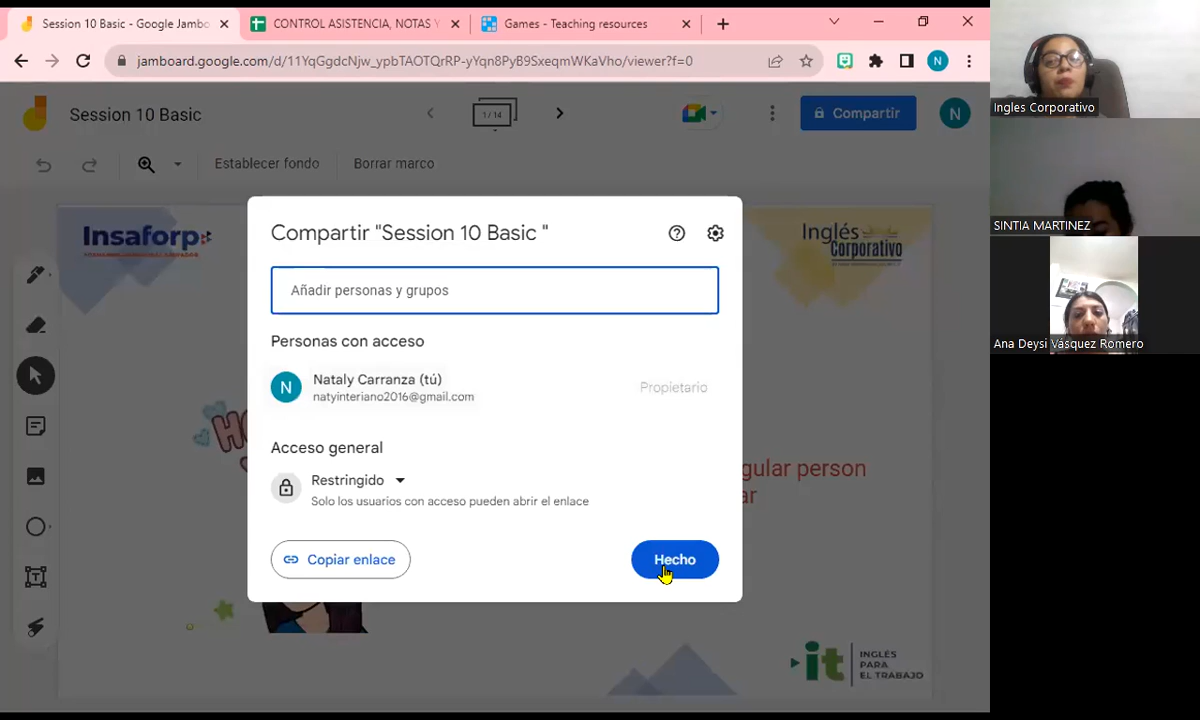 Session 10 Basic - Google Jambo
CONTROL ASISTENCIA, NOTAS Y
Games - Teaching resources
jamboard.google.com/d/11YqGgdcNjw_ypbTAOTQrRP-yYqn8PyB9SxeqmWKaVho/viewer?f=0
N
Session 10 Basic
1 / 14
Compartir
N
Establecer fondo
Borrar marco
Insaforp
Inglés
Corporativo
Compartir "Session 10 Basic "
Añadir personas y grupos
Personas con acceso
N
Nataly Carranza (tú)
natyinteriano2016@gmail.com
Propietario
Acceso general
Restringido
Solo los usuarios con acceso pueden abrir el enlace
Copiar enlace
Hecho
gular person
ar
it
INGLÉS
PARA
EL TRABAJO
Ingles Corporativo
SINTIA MARTINEZ
Ana Deysi Vásquez Romero